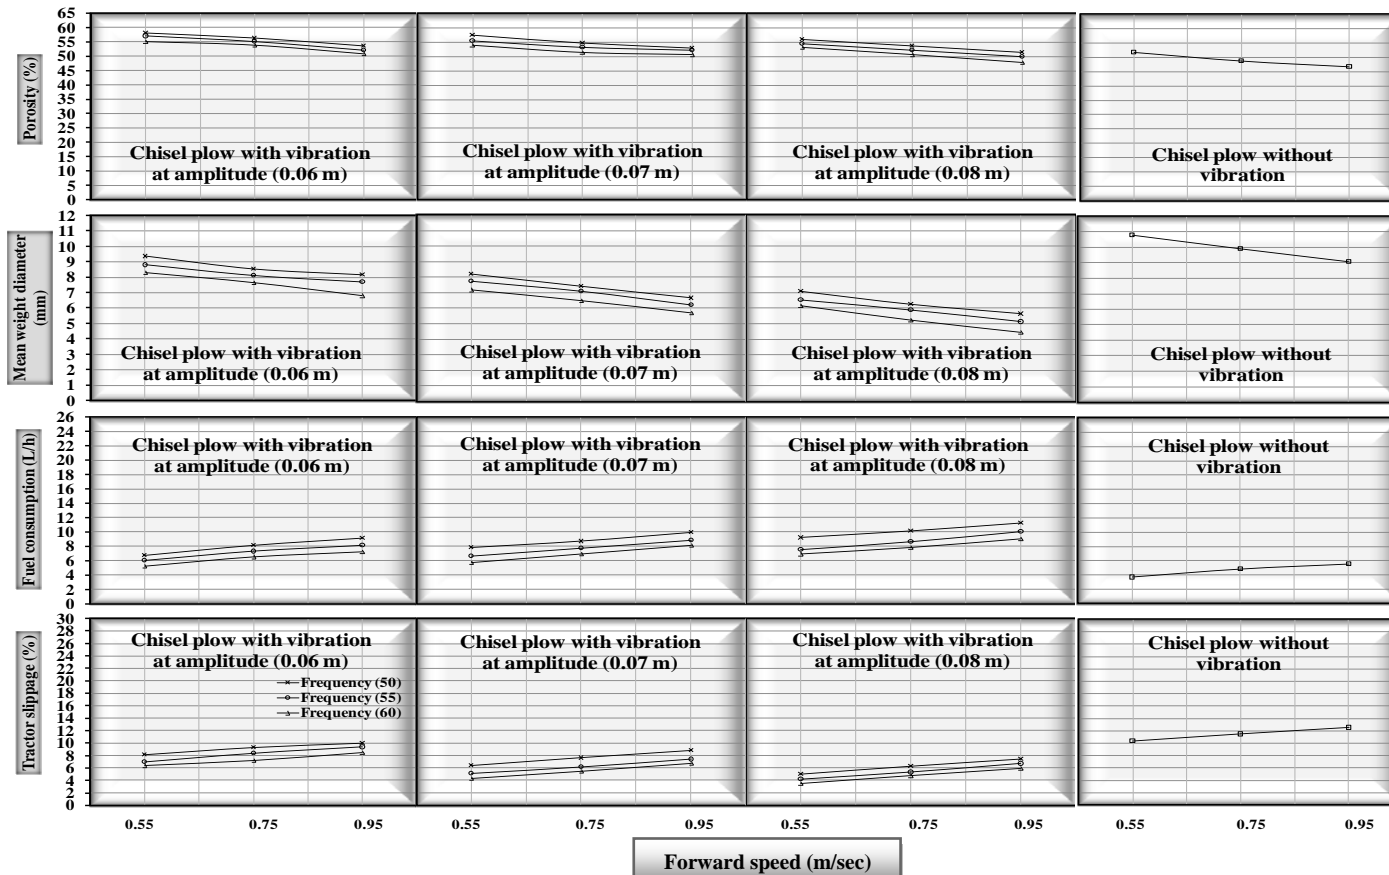 65
60
55
50
45
40
35
30
25
20
15
10
5
0
Porosity (%)
Chisel plow with vibration
at amplitude (0.06 m)
Chisel plow with vibration
at amplitude (0.07 m)
Chisel plow with vibration
at amplitude (0.08 m)
Chisel plow without
vibration
12
11
10
9
8
7
6
5
4
3
2
1
0
Mean weight diameter
(mm)
Chisel plow with vibration
at amplitude (0.06 m)
Chisel plow with vibration
at amplitude (0.07 m)
Chisel plow with vibration
at amplitude (0.08 m)
Chisel plow without
vibration
26
24
22
20
18
16
14
12
10
8
6
4
2
0
Fuel consumption (L/h)
Chisel plow with vibration
at amplitude (0.06 m)
Chisel plow with vibration
at amplitude (0.07 m)
Chisel plow with vibration
at amplitude (0.08 m)
Chisel plow without
vibration
30
28
26
24
22
20
18
16
14
12
10
8
6
4
2
0
Tractor slippage (%)
Chisel plow with vibration
at amplitude (0.06 m)
Frequency (50)
Frequency (55)
Frequency (60)
Chisel plow with vibration
at amplitude (0.07 m)
Chisel plow with vibration
at amplitude (0.08 m)
Chisel plow without
vibration
0.55 0.75 0.95 0.55 0.75 0.95 0.55 0.75 0.95 0.55 0.75 0.95
Forward speed (m/sec)